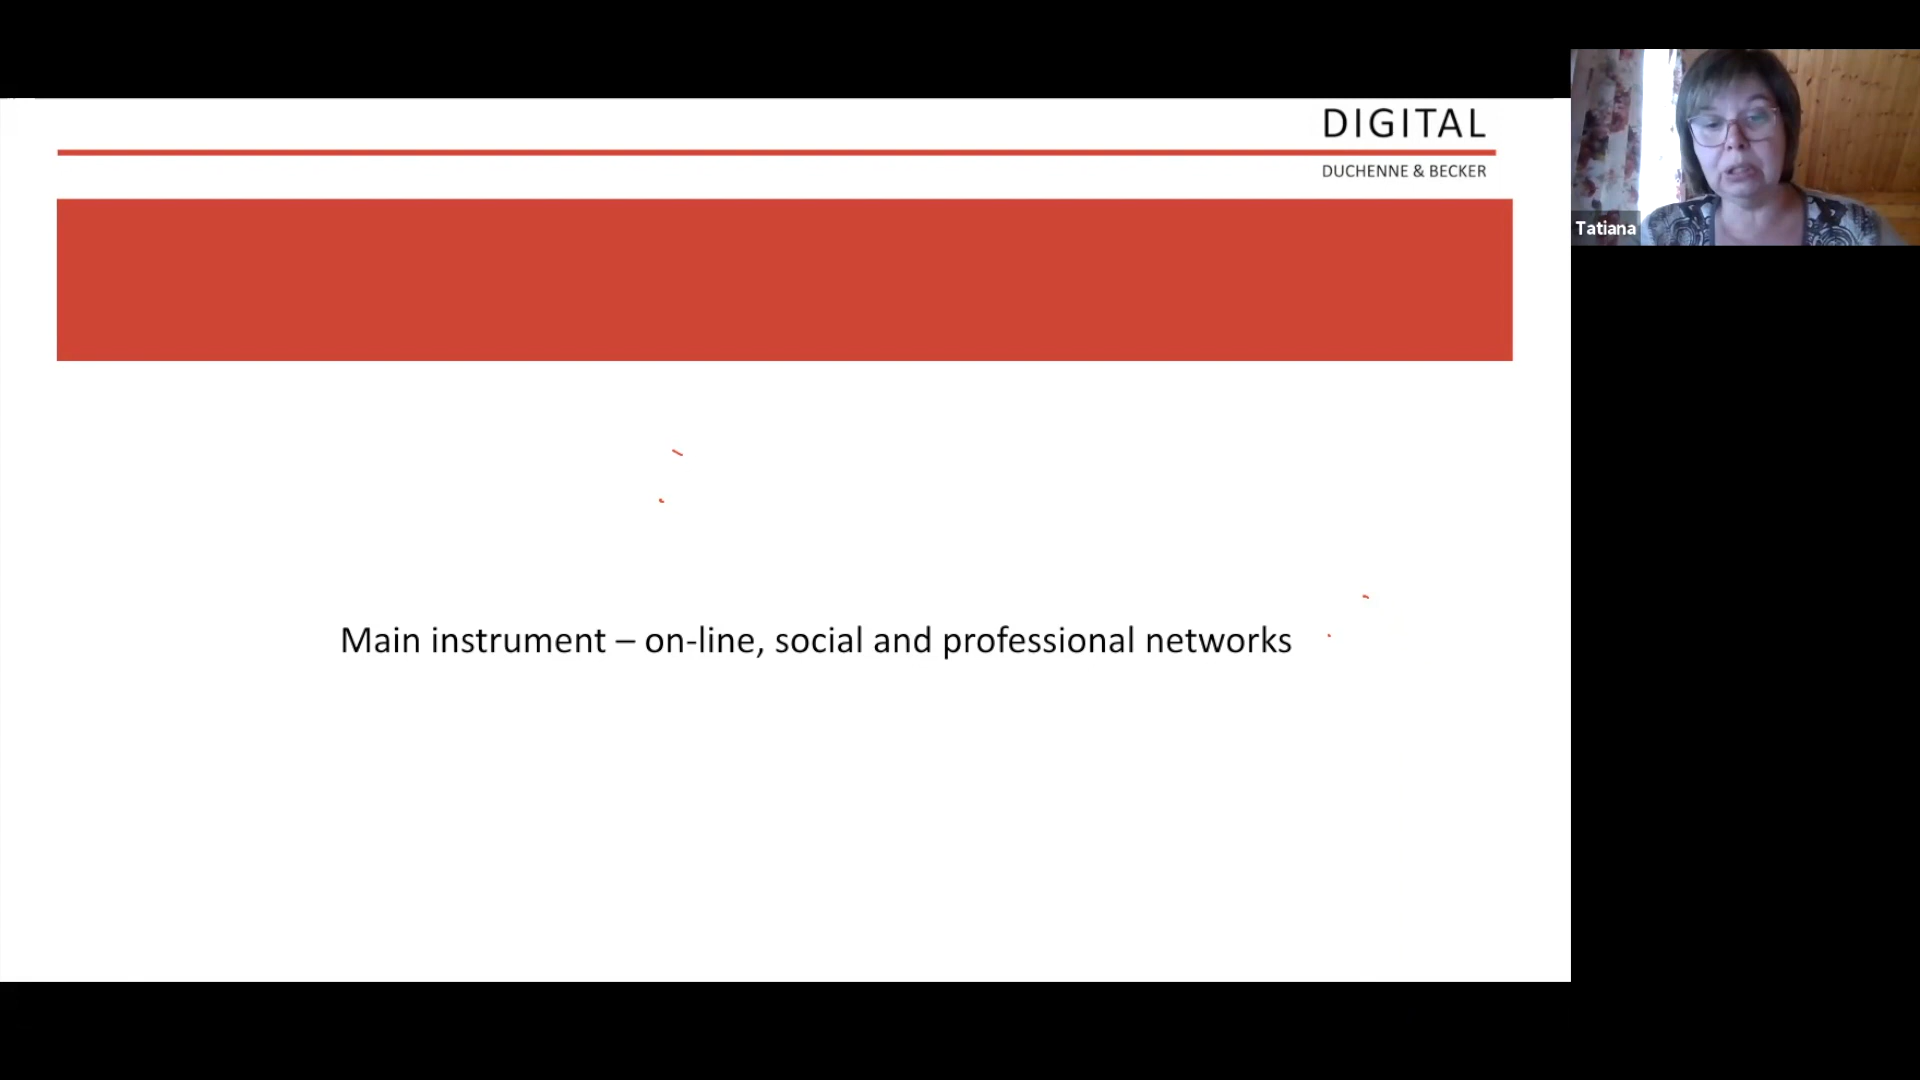 DIGITAL
DUCHENNE & BECKER
Tatiana
Main instrument – on-line, social and professional networks